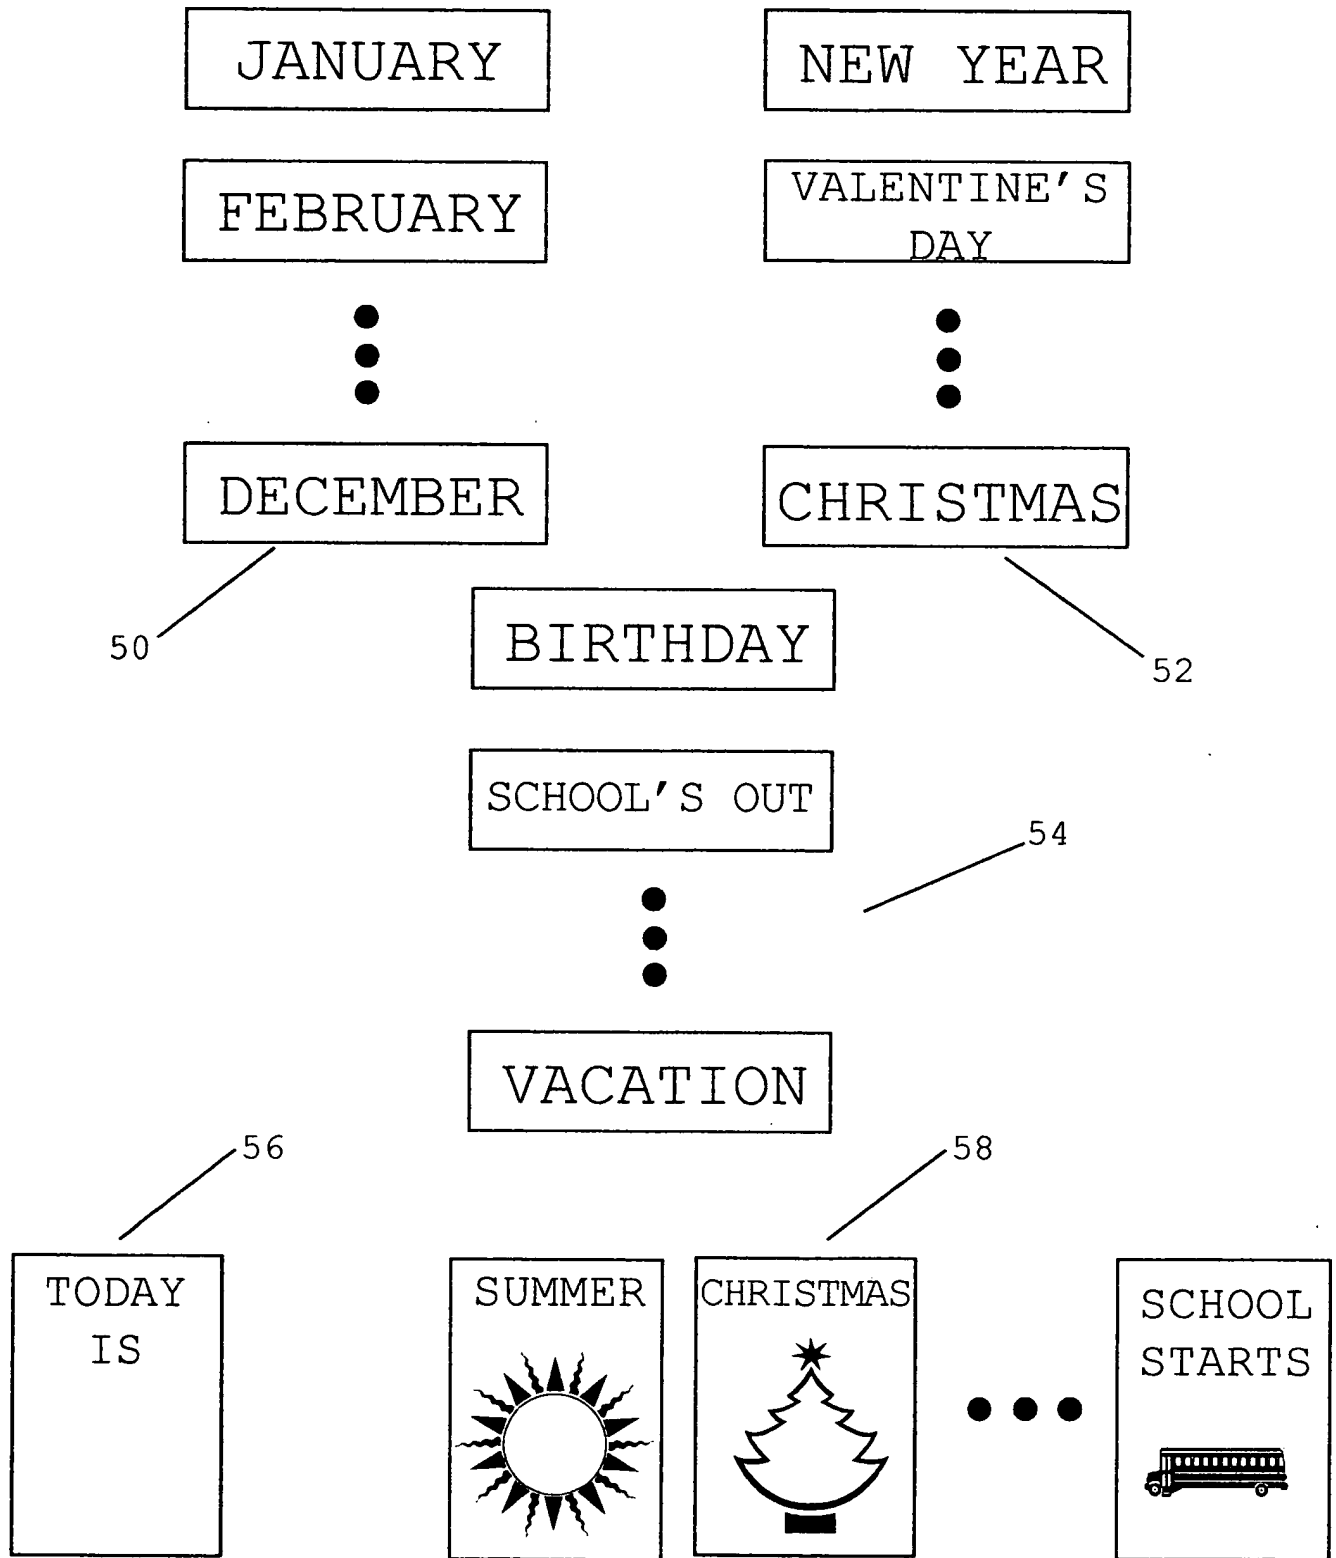 JANUARY
NEW YEAR
FEBRUARY
VALENTINE'S
DAY
DECEMBER
CHRISTMAS
50
BIRTHDAY
52
SCHOOL'S OUT
54
VACATION
56
58
TODAY
IS
SUMMER
CHRISTMAS
SCHOOL
STARTS